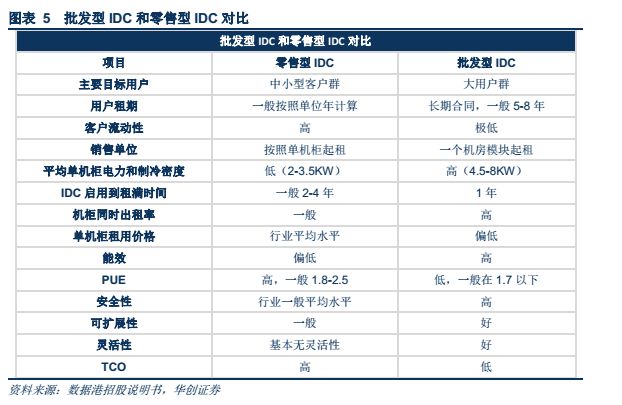 图表 5 批发型 IDC 和零售型 IDC 对比
批发型 IDC 和零售型 IDC 对比
项目 零售型 IDC 批发型 IDC
主要目标用户 中小型客户群 大用户群
用户租期 一般按照单位年计算 长期合同，一般 5-8 年
客户流动性 高 极低
销售单位 按照单机柜起租 一个机房模块起租
平均单机柜电力和制冷密度 低（2-3.5KW） 高（4.5-8KW）
IDC 启用到租满时间 一般 2-4 年 1 年
机柜同时出租率 一般 高
单机柜租用价格 行业平均水平 偏低
能效 偏低 高
PUE 高，一般 1.8-2.5 低，一般在 1.7 以下
安全性 行业一般平均水平 高
可扩展性 一般 好
灵活性 基本无灵活性 好
TCO 高 低
资料来源：数据港招股说明书，华创证券